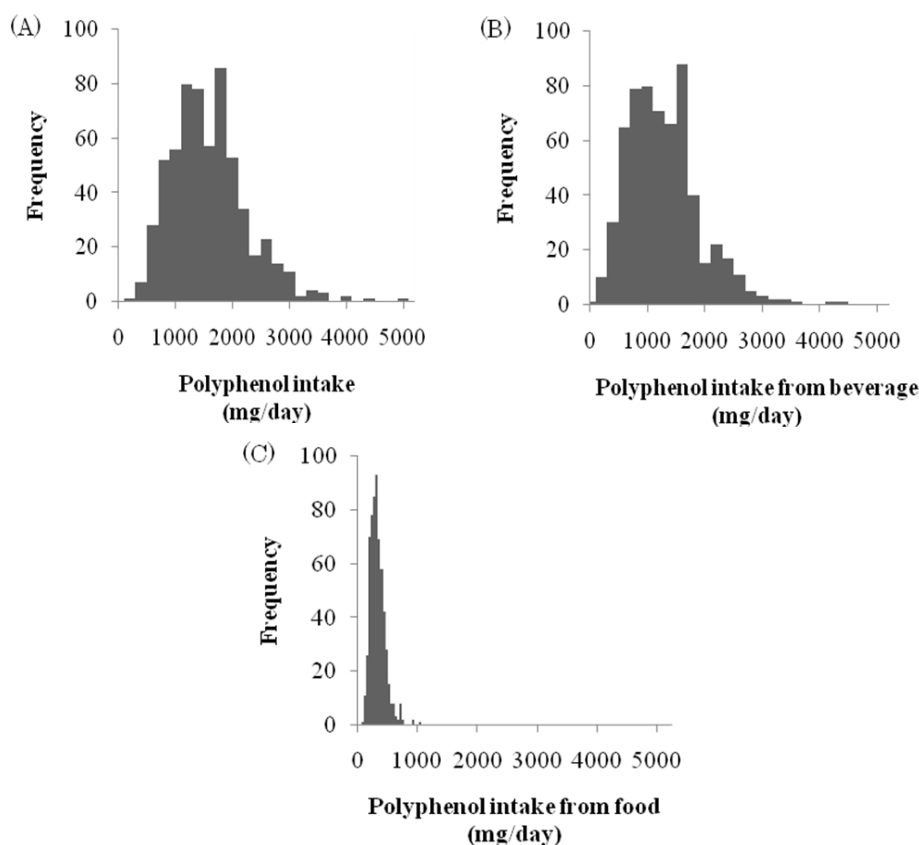 (A)
100
80
60
40
20
0
Frequency
0 1000 2000 3000 4000 5000
Polyphenol intake
(mg/day)
(B)
100
80
60
40
20
0
Frequency
0 1000 2000 3000 4000 5000
Polyphenol intake from beverage
(mg/day)
(C)
100
80
60
40
20
0
Frequency
0 1000 2000 3000 4000 5000
Polyphenol intake from food
(mg/day)